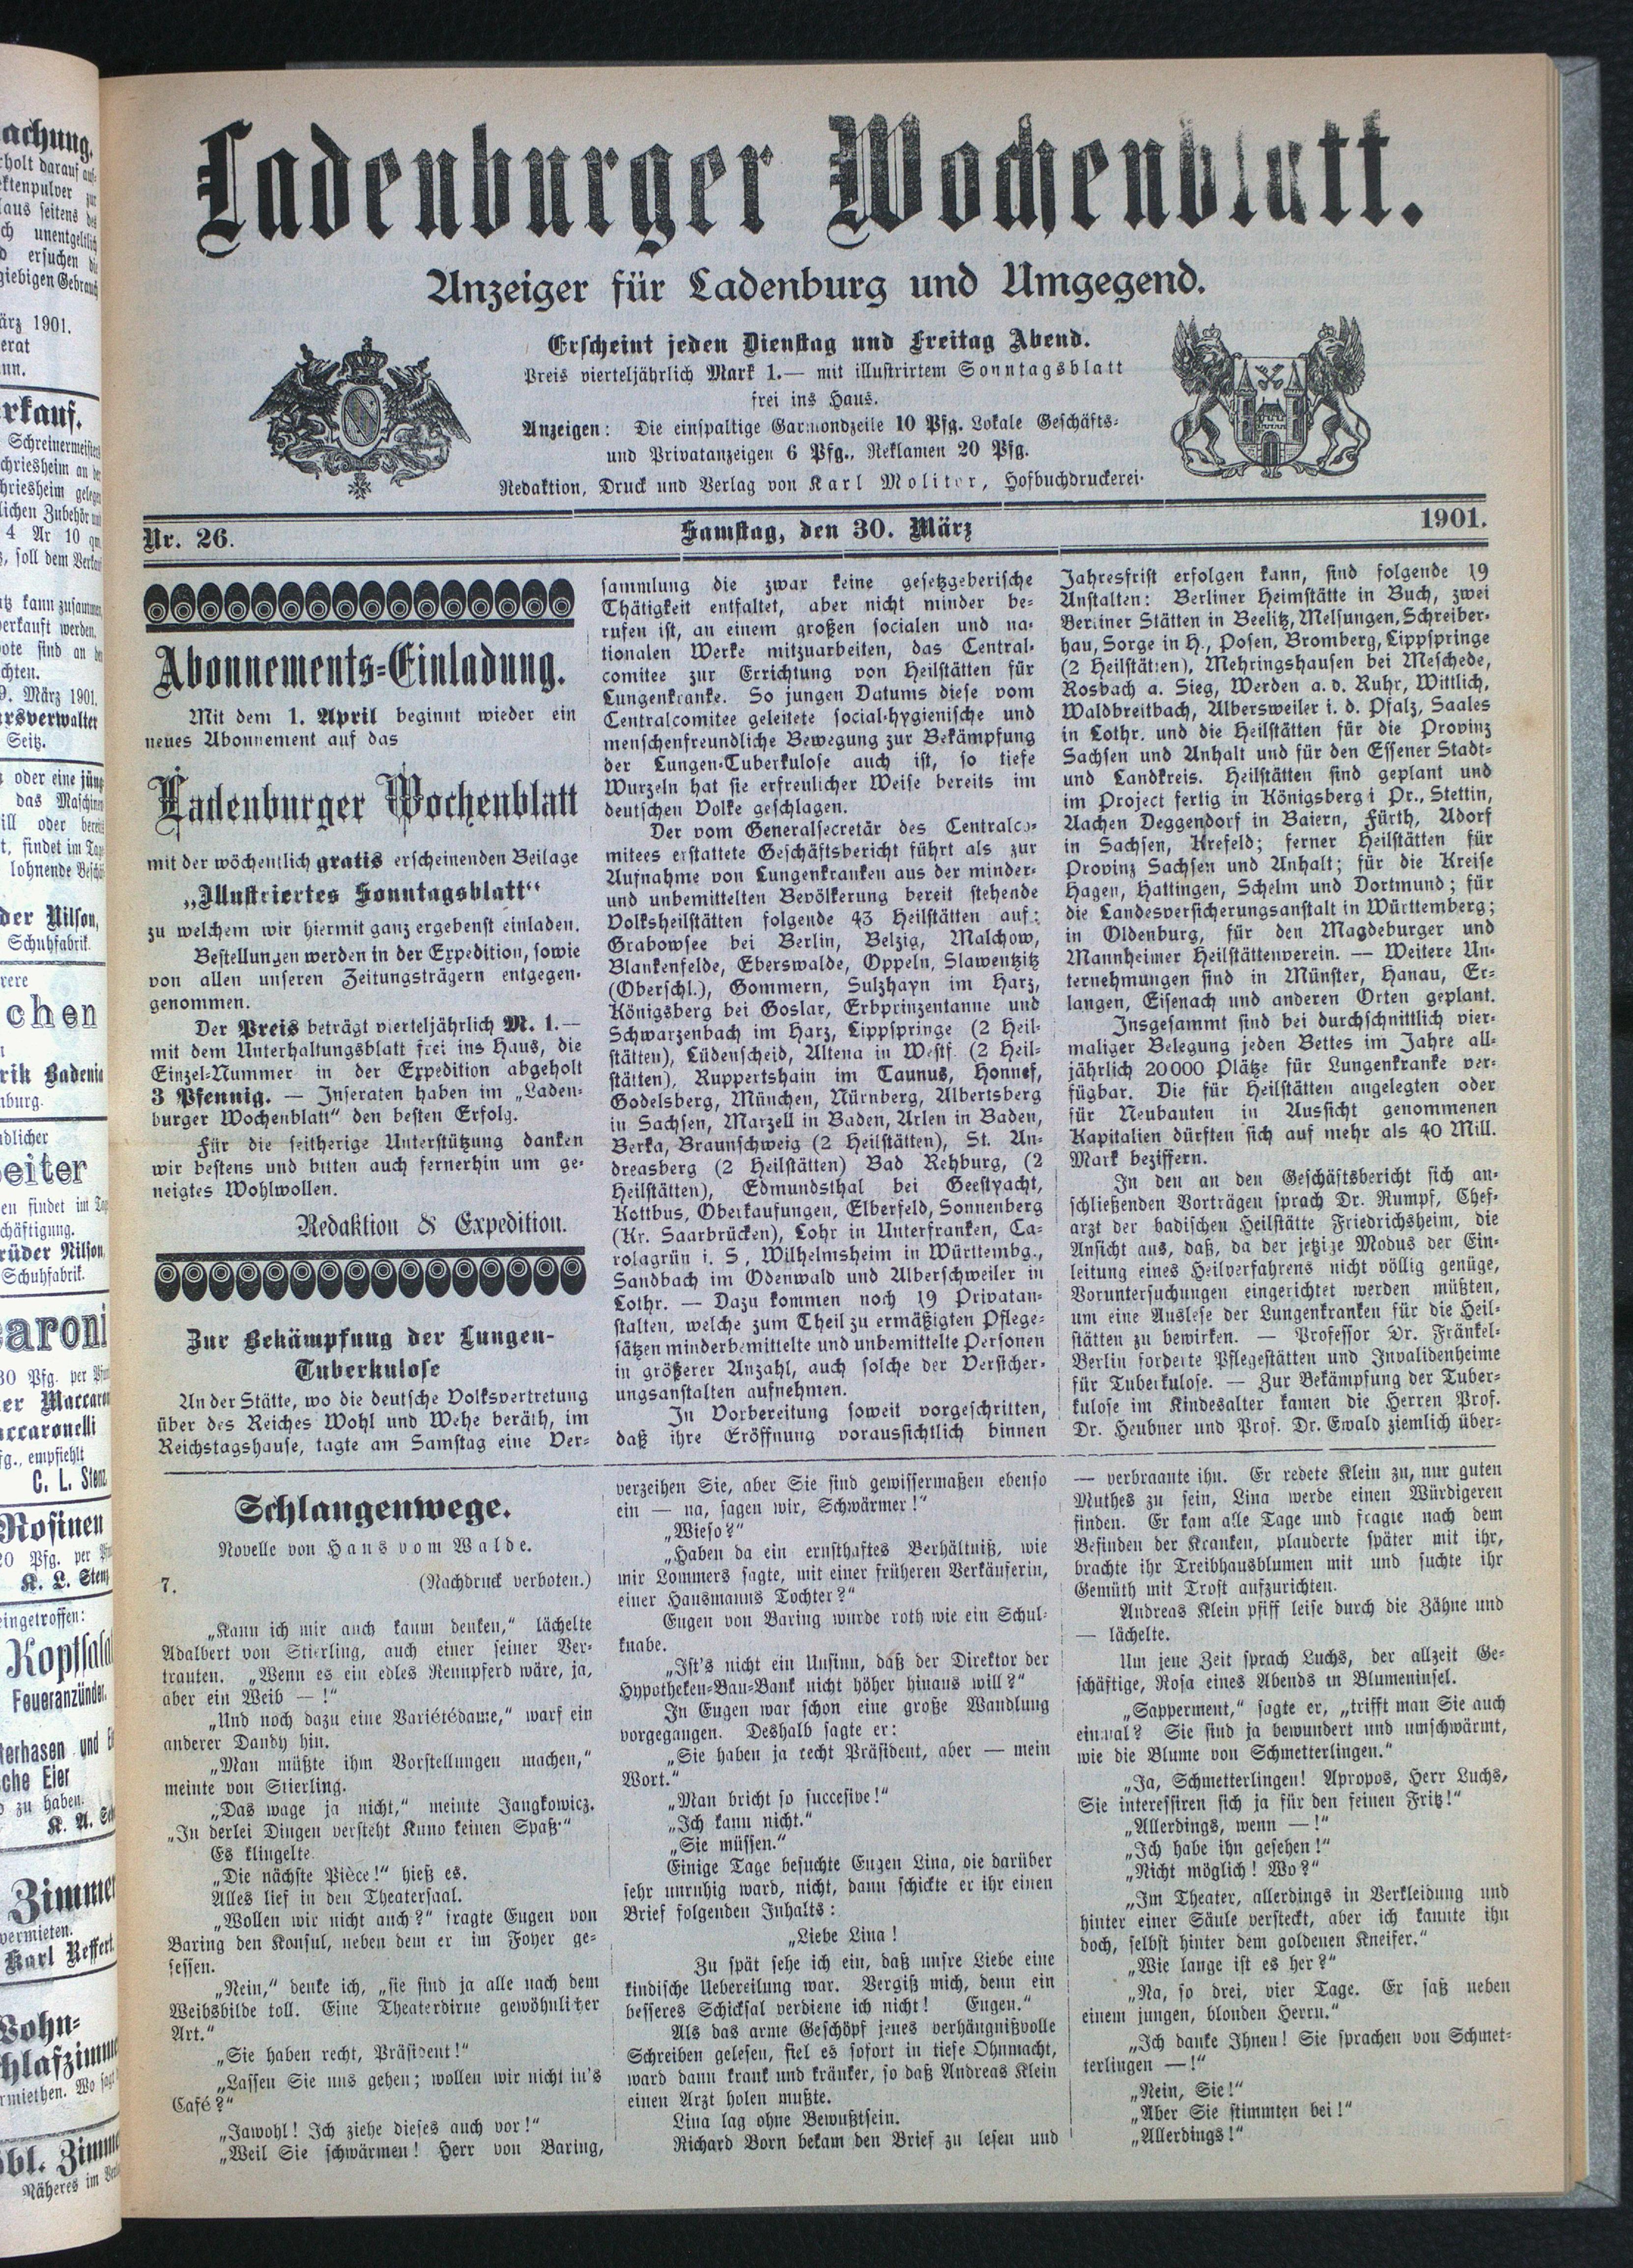 Ladenburger Wochenblatt.
Anzeiger für Ladenburg und Umgegend.
Erscheint jeden Dienstag und Freitag Abend.
Preis vierteljährlich Mark 1.— mit illustrirtem Sonntagsblatt
frei ins Haus.
Anzeigen: Die einspaltige Garmondzeile 10 Pfg. Lokale Geschäfts-
und Privatanzeigen 6 Pfg., Reklamen 20 Pfg.
Redaktion, Druck und Verlag von Karl Molitor, Hofbuchdruckerei.
Nr. 26.
Samstag, den 30. März
1901.
Abonnements-Einladung.
Mit dem 1. April beginnt wieder ein
neues Abonnement auf das
Ladenburger Wochenblatt
mit der wöchentlich gratis erscheinenden Beilage
„Illustriertes Sonntagsblatt“
zu welchem wir hiermit ganz ergebenst einladen.
Bestellungen werden in der Expedition, sowie
von allen unseren Zeitungsträgern entgegen-
genommen.
Der Preis beträgt vierteljährlich M. 1.—
mit dem Unterhaltungsblatt frei ins Haus, die
Einzel-Nummer in der Expedition abgeholt
3 Pfennig. — Inseraten haben im „Laden-
burger Wochenblatt“ den besten Erfolg.
Für die seitherige Unterstützung danken
wir bestens und bitten auch fernerhin um ge-
neigtes Wohlwollen.
Redaktion & Expedition.
Zur Bekämpfung der Lungen-
Tuberkulose
An der Stätte, wo die deutsche Volksvertretung
über des Reiches Wohl und Wehe beräth, im
Reichstagshause, tagte am Samstag eine Ver-
sammlung die zwar keine gesetzgeberische
Thätigkeit entfaltet, aber nicht minder be-
rufen ist, an einem großen socialen und na-
tionalen Werke mitzuarbeiten, das Central-
comitee zur Errichtung von Heilstätten für
Lungenkranke. So jungen Datums diese vom
Centralcomitee geleitete social-hygienische und
menschenfreundliche Bewegung zur Bekämpfung
der Lungen-Tuberkulose auch ist, so tiefe
Wurzeln hat sie erfreulicher Weise bereits im
deutschen Volke geschlagen.
Der vom Generalsecretär des Centralco-
mitees erstattete Geschäftsbericht führt als zur
Aufnahme von Lungenkranken aus der minder-
und unbemittelten Bevölkerung bereit stehende
Volksheilstätten folgende 43 Heilstätten auf:
Grabowsee bei Berlin, Belzig, Malchow,
Blankenfelde, Eberswalde, Oppeln, Slawentzitz
(Oberschl.), Gommern, Sulzhayn im Harz,
Königsberg bei Goslar, Erbprinzentanne und
Schwarzenbach im Harz, Lippspringe (2 Heil-
stätten), Lüdenscheid, Altena in Westf. (2 Heil-
stätten), Ruppertshain im Taunus, Honnef,
Godelsberg, München, Nürnberg, Albertsberg
in Sachsen, Marzell in Baden, Arlen in Baden,
Berka, Braunschweig (2 Heilstätten), St. An-
dreasberg (2 Heilstätten) Bad Rehburg, (2
Heilstätten), Edmundsthal bei Geestyacht,
Kottbus, Oberkaufungen, Elberfeld, Sonnenberg
(Kr. Saarbrücken), Lohr in Unterfranken, Ca-
rolagrün i. S, Wilhelmsheim in Württembg.,
Sandbach im Odenwald und Alberschweiler in
Lothr. — Dazu kommen noch 19 Privatan-
stalten, welche zum Theil zu ermäßigten Pflege-
sätzen minderbemittelte und unbemittelte Personen
in größerer Anzahl, auch solche der Versicher-
ungsanstalten aufnehmen.
In Vorbereitung soweit vorgeschritten,
daß ihre Eröffnung voraussichtlich binnen
Jahresfrist erfolgen kann, sind folgende 19
Anstalten: Berliner Heimstätte in Buch, zwei
Berliner Stätten in Beelitz, Melsungen, Schreiber-
hau, Sorge in H., Posen, Bromberg, Lippspringe
(2 Heilstätten), Mehringshausen bei Meschede,
Rosbach a. Sieg, Werden a. d. Ruhr, Wittlich,
Waldbreitbach, Albersweiler i. d. Pfalz, Saales
in Lothr. und die Heilstätten für die Provinz
Sachsen und Anhalt und für den Essener Stadt-
und Landkreis. Heilstätten sind geplant und
im Project fertig in Königsberg i Pr., Stettin,
Aachen Deggendorf in Baiern, Fürth, Adorf
in Sachsen, Krefeld; ferner Heilstätten für
Provinz Sachsen und Anhalt; für die Kreise
Hagen, Hattingen, Schelm und Dortmund; für
die Landesversicherungsanstalt in Württemberg;
in Oldenburg, für den Magdeburger und
Mannheimer Heilstättenverein. — Weitere Un-
ternehmungen sind in Münster, Hanau, Er-
langen, Eisenach und anderen Orten geplant.
Insgesammt sind bei durchschnittlich vier-
maliger Belegung jeden Bettes im Jahre all-
jährlich 20000 Plätze für Lungenkranke ver-
fügbar. Die für Heilstätten angelegten oder
für Neubauten in Aussicht genommenen
Kapitalien dürften sich auf mehr als 40 Mill.
Mark beziffern.
In den an den Geschäftsbericht sich an-
schließenden Vorträgen sprach Dr. Rumpf, Chef-
arzt der badischen Heilstätte Friedrichsheim, die
Ansicht aus, daß, da der jetzige Modus der Ein-
leitung eines Heilverfahrens nicht völlig genüge,
Voruntersuchungen eingerichtet werden müßten,
um eine Auslese der Lungenkranken für die Heil-
stätten zu bewirken. — Professor Dr. Fränkel-
Berlin forderte Pflegestätten und Invalidenheime
für Tuberkulose. — Zur Bekämpfung der Tuber-
kulose im Kindesalter kamen die Herren Prof.
Dr. Heubner und Prof. Dr. Ewald ziemlich über-
Schlangenwege.
Novelle von Hans vom Walde.
7.
(Nachdruck verboten.)
„Kann ich mir auch kaum denken,“ lächelte
Adalbert von Stierling, auch einer seiner Ver-
trauten. „Wenn es ein edles Rennpferd wäre, ja,
aber ein Weib — !“
„Und noch dazu eine Variétédame,“ warf ein
anderer Dandy hin.
„Man müßte ihm Vorstellungen machen,“
meinte von Stierling.
„Das wage ja nicht,“ meinte Jangkowicz.
„In derlei Dingen versteht Kuno keinen Spaß.“
Es klingelte
„Die nächste Pièce!“ hieß es.
Alles lief in den Theatersaal.
„Wollen wir nicht auch?“ fragte Eugen von
Baring den Konsul, neben dem er im Foyer ge-
sessen.
„Nein,“ denke ich, „sie sind ja alle nach dem
Weibsbilde toll. Eine Theaterdirne gewöhnlicher
Art.“
„Sie haben recht, Präsident!“
„Lassen Sie uns gehen; wollen wir nicht in's
Café?“
„Jawohl! Ich ziehe dieses auch vor!“
„Weil Sie schwärmen! Herr von Baring,
verzeihen Sie, aber Sie sind gewissermaßen ebenso
ein — na, sagen wir, Schwärmer!“
„Wieso?“
„Haben da ein ernsthaftes Verhältniß, wie
mir Lommers sagte, mit einer früheren Verkäuferin,
einer Hausmanns Tochter?“
Eugen von Baring wurde roth wie ein Schul-
knabe.
„Ist's nicht ein Unsinn, daß der Direktor der
Hypotheken-Bau-Bank nicht höher hinaus will?“
In Eugen war schon eine große Wandlung
vorgegangen. Deshalb sagte er:
„Sie haben ja recht Präsident, aber — mein
Wort.“
„Man bricht so succesive!“
„Ich kann nicht.“
„Sie müssen.“
Einige Tage besuchte Eugen Lina, die darüber
sehr unruhig ward, nicht, dann schickte er ihr einen
Brief folgenden Inhalts:
„Liebe Lina!
Zu spät sehe ich ein, daß unsre Liebe eine
kindische Uebereilung war. Vergiß mich, denn ein
besseres Schicksal verdiene ich nicht! Eugen.“
Als das arme Geschöpf jenes verhängnißvolle
Schreiben gelesen, fiel es sofort in tiefe Ohnmacht,
ward dann krank und kränker, so daß Andreas Klein
einen Arzt holen mußte.
Lina lag ohne Bewußtsein.
Richard Born bekam den Brief zu lesen und
— verbrannte ihn. Er redete Klein zu, nur guten
Muthes zu sein, Lina werde einen Würdigeren
finden. Er kam alle Tage und fragte nach dem
Befinden der Kranken, plauderte später mit ihr,
brachte ihr Treibhausblumen mit und suchte ihr
Gemüth mit Trost aufzurichten.
Andreas Klein pfiff leise durch die Zähne und
— lächelte.
Um jene Zeit sprach Luchs, der allzeit Ge-
schäftige, Rosa eines Abends in Blumeninsel.
„Sapperment,“ sagte er, „trifft man Sie auch
einmal? Sie sind ja bewundert und umschwärmt,
wie die Blume von Schmetterlingen.“
„Ja, Schmetterlingen! Apropos, Herr Luchs,
Sie interessiren sich ja für den feinen Fritz!“
„Allerdings, wenn —!“
„Ich habe ihn gesehen!“
„Nicht möglich! Wo?“
„Im Theater, allerdings in Verkleidung und
hinter einer Säule versteckt, aber ich kannte ihn
doch, selbst hinter dem goldenen Kneifer.“
„Wie lange ist es her?“
„Na, so drei, vier Tage. Er saß neben
einem jungen, blonden Herrn.“
„Ich danke Ihnen! Sie sprachen von Schmet-
terlingen —!“
„Nein, Sie!“
„Aber Sie stimmten bei!“
„Allerdings!“